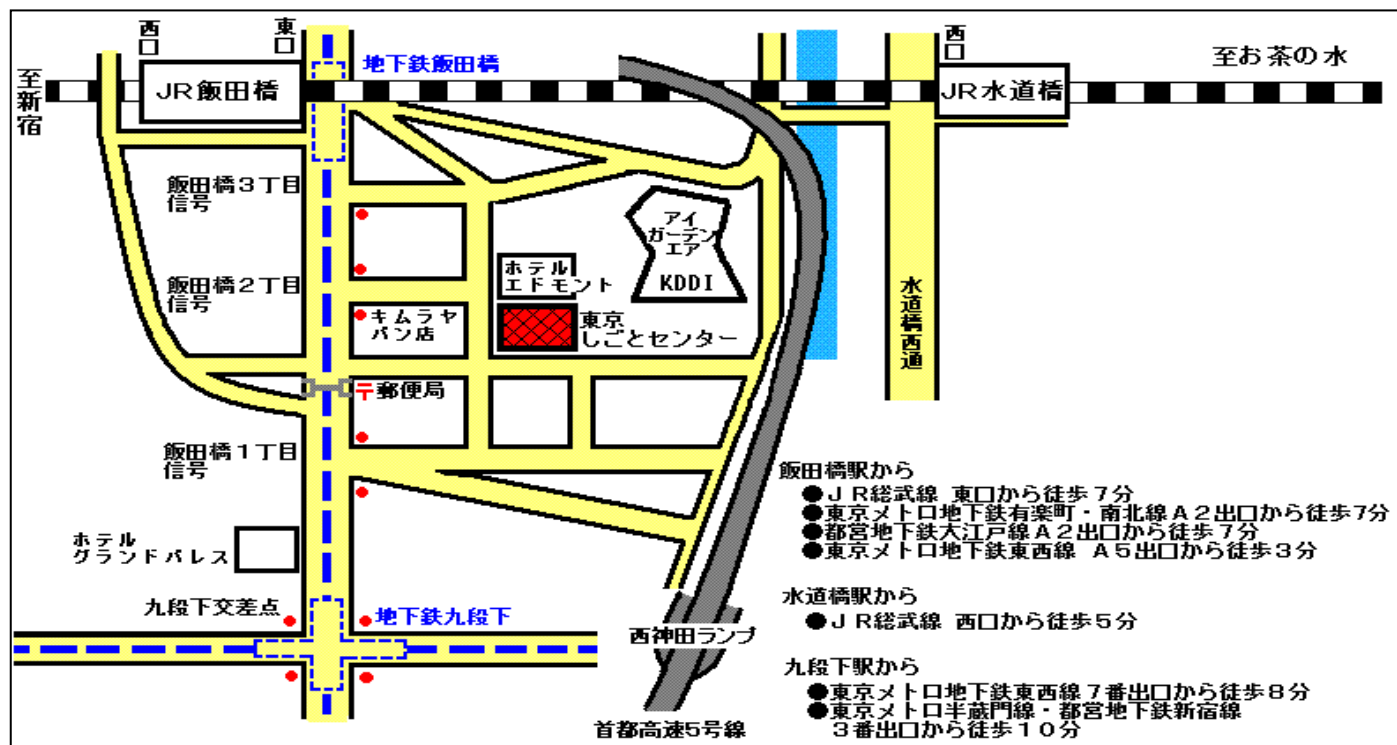 西口
東口
地下鉄飯田橋
至新宿
JR飯田橋
西口
JR水道橋
至お茶の水
飯田橋3丁目
信号
飯田橋2丁目
信号
アイ
ガーデン
エア
KDDI
ホテル
エドモント
キムラヤ
パン店
東京
しごとセンター
水道橋西通
〒郵便局
飯田橋1丁目
信号
ホテル
グランドパレス
九段下交差点
地下鉄九段下
西神田ランプ
首都高速5号線
飯田橋駅から
●JR総武線 東口から徒歩7分
●東京メトロ地下鉄有楽町・南北線A2出口から徒歩7分
●都営地下鉄大江戸線A2出口から徒歩7分
●東京メトロ地下鉄東西線 A5出口から徒歩3分
水道橋駅から
●JR総武線 西口から徒歩5分
九段下駅から
●東京メトロ地下鉄東西線7番出口から徒歩8分
●東京メトロ半蔵門線・都営地下鉄新宿線
3番出口から徒歩10分